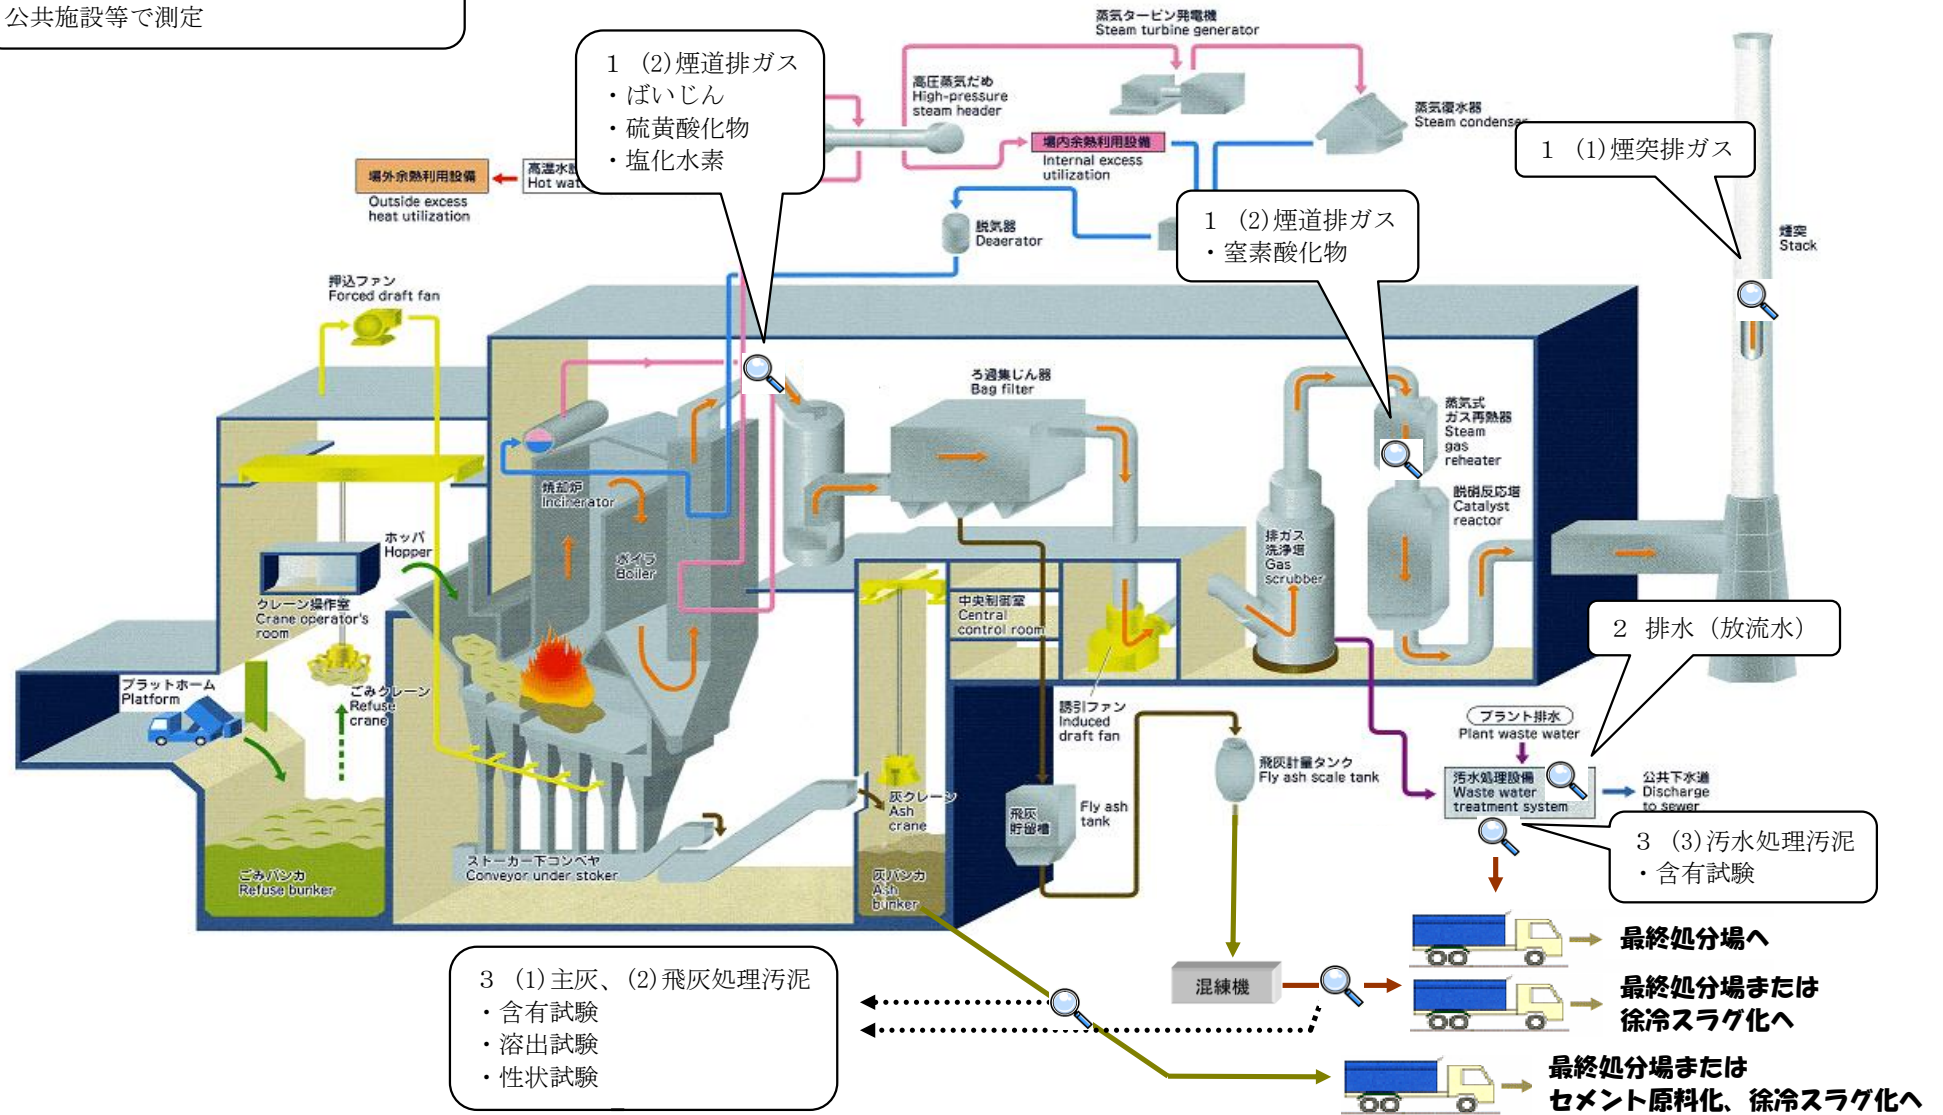 公共施設等で測定
蒸気タービン発電機
Steam turbine generator
1 (2)煙道排ガス
・ばいじん
・硫黄酸化物
・塩化水素
高圧蒸気だめ
High-pressure
steam header
蒸気復水器
Steam condenser
1 (1)煙突排ガス
場内余熱利用設備
Internal excess
utilization
場外余熱利用設備
Outside excess
heat utilization
高温水
Hot wat
1 (2)煙道排ガス
・窒素酸化物
脱気器
Deaerator
煙突
Stack
押込ファン
Forced draft fan
ろ過集じん器
Bag filter
蒸気式
ガス再熱器
Steam
gas
reheater
焼却炉
Incinerator
脱硝反応塔
Catalyst
reactor
ホッパ
Hopper
ボイラ
Boiler
排ガス
洗浄塔
Gas
scrubber
クレーン操作室
Crane operator's
room
中央制御室
Central
control room
2 排水（放流水）
プラットホーム
Platform
ごみクレーン
Refuse
crane
誘引ファン
Induced
draft fan
プラント排水
Plant waste water
飛灰計量タンク
Fly ash scale tank
汚水処理設備
Waste water
treatment system
公共下水道
Discharge
to sewer
灰クレーン
Ash
crane
飛灰
貯留槽
Fly ash
tank
3 (3)汚水処理汚泥
・含有試験
ストーカー下コンベヤ
Conveyor under stoker
ごみバンカ
Refuse bunker
灰バンカ
Ash
bunker
最終処分場へ
3 (1)主灰、(2)飛灰処理汚泥
・含有試験
・溶出試験
・性状試験
混練機
最終処分場または
徐冷スラグ化へ
最終処分場または
セメント原料化、徐冷スラグ化へ